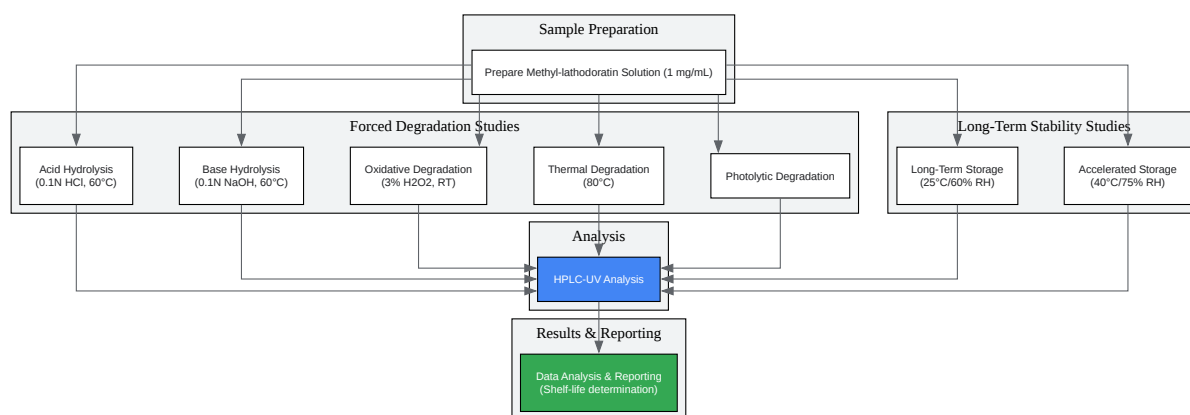 Sample Preparation
Prepare Methyl-lathodoratin Solution (1 mg/mL)
Forced Degradation Studies
Long-Term Stability Studies
Acid Hydrolysis
(0.1N HCl, 60°C)
Base Hydrolysis
(0.1N NaOH, 60°C)
Oxidative Degradation
(3% H2O2, RT)
Thermal Degradation
(80°C)
Photolytic Degradation
Long-Term Storage
(25°C/60% RH)
Accelerated Storage
(40°C/75% RH)
Analysis
HPLC-UV Analysis
Results & Reporting
Data Analysis & Reporting
(Shelf-life determination)